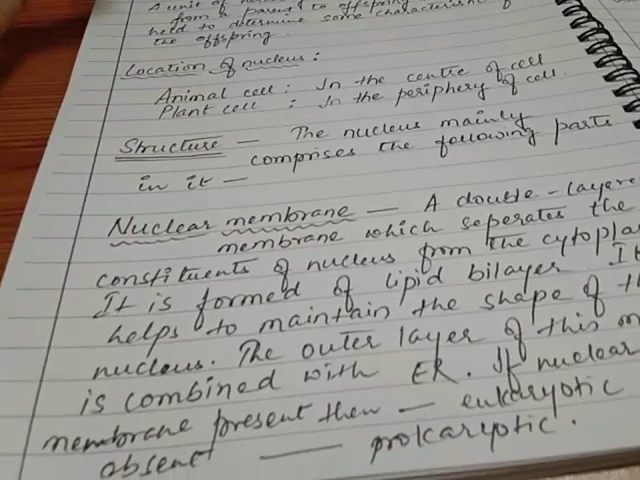 A unit of
from a parent to offspring
held to determine some characteristic of
the offspring.
Location of nucleus :
Animal cell : In the centre of cell
Plant cell : In the periphery of cell.
Structure — The nucleus mainly
comprises the following parts
in it —
Nuclear membrane — A double-layere
membrane which seperates the
constituents of nucleus from the cytopla
It is formed of lipid bilayer It
helps to maintain the shape of th
nucleus. The outer layer of this m
is combined with ER. If nuclear
membrane present then — eukaryotic
absent — prokaryotic.